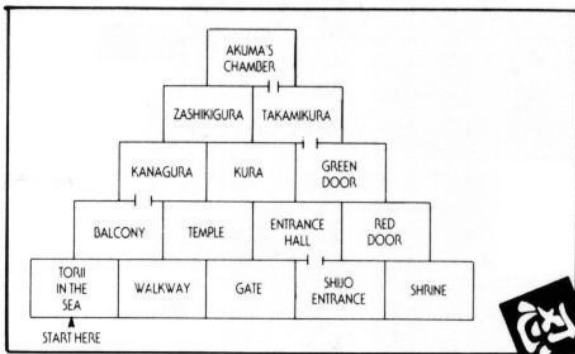 AKUMA'S
CHAMBER
ZASHIKIGURA
TAKAMIKURA
KANAGURA
KURA
GREEN
DOOR
BALCONY
TEMPLE
ENTRANCE
HALL
RED
DOOR
TORII
IN THE
SEA
WALKWAY
GATE
SHIJO
ENTRANCE
SHRINE
START HERE